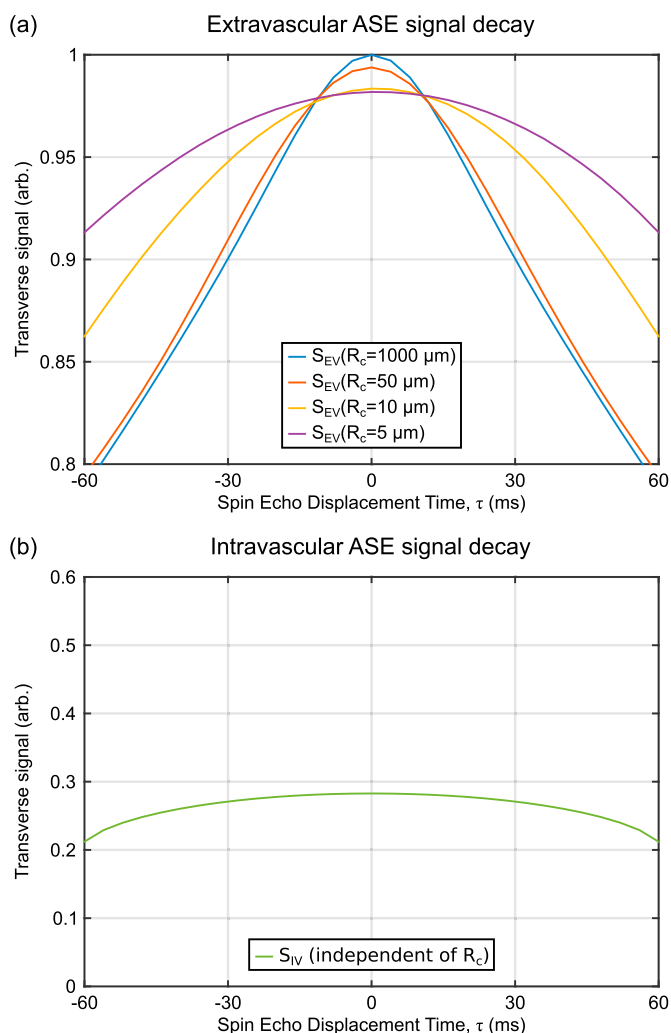 (a)
Extravascular ASE signal decay
1
0.95
0.9
0.85
0.8
Transverse signal (arb.)
S_EV(R_c=1000 μm)
S_EV(R_c=50 μm)
S_EV(R_c=10 μm)
S_EV(R_c=5 μm)
-60 -30 0 30 60
Spin Echo Displacement Time, τ (ms)
(b)
Intravascular ASE signal decay
0.6
0.5
0.4
0.3
0.2
0.1
0
Transverse signal (arb.)
S_IV (independent of R_c)
-60 -30 0 30 60
Spin Echo Displacement Time, τ (ms)